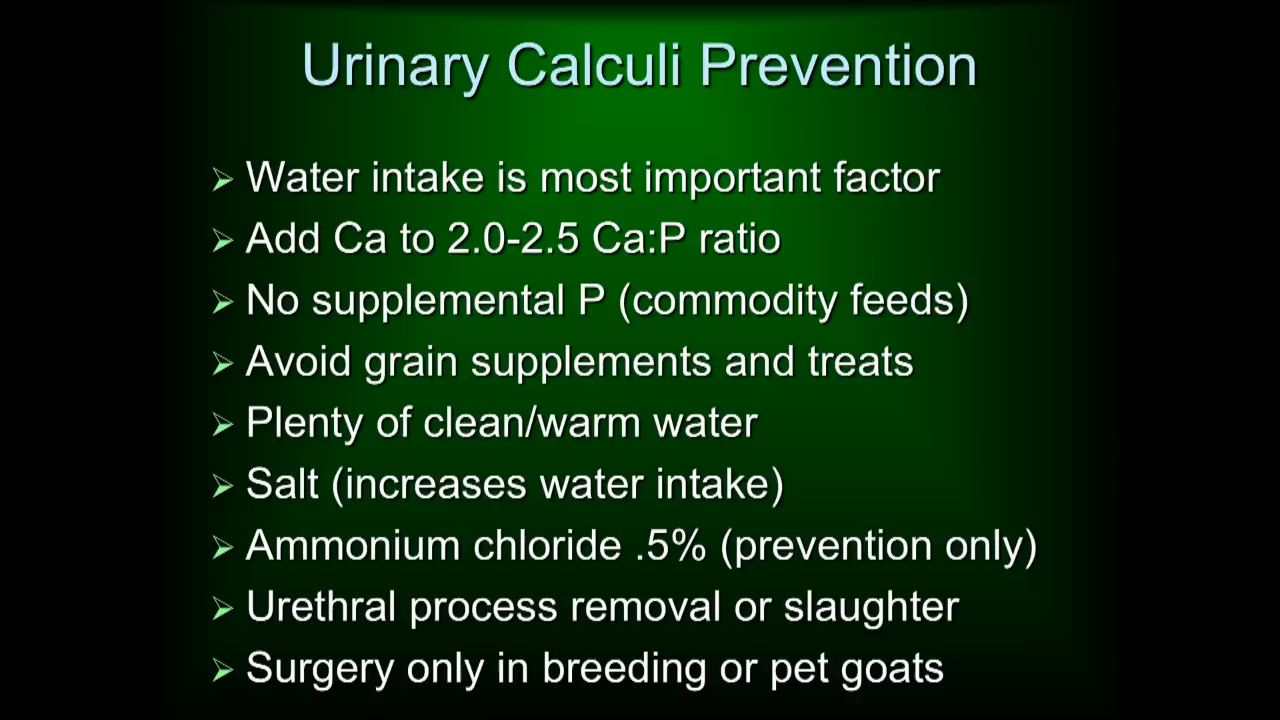 Urinary Calculi Prevention
Water intake is most important factor
Add Ca to 2.0-2.5 Ca:P ratio
No supplemental P (commodity feeds)
Avoid grain supplements and treats
Plenty of clean/warm water
Salt (increases water intake)
Ammonium chloride .5% (prevention only)
Urethral process removal or slaughter
Surgery only in breeding or pet goats